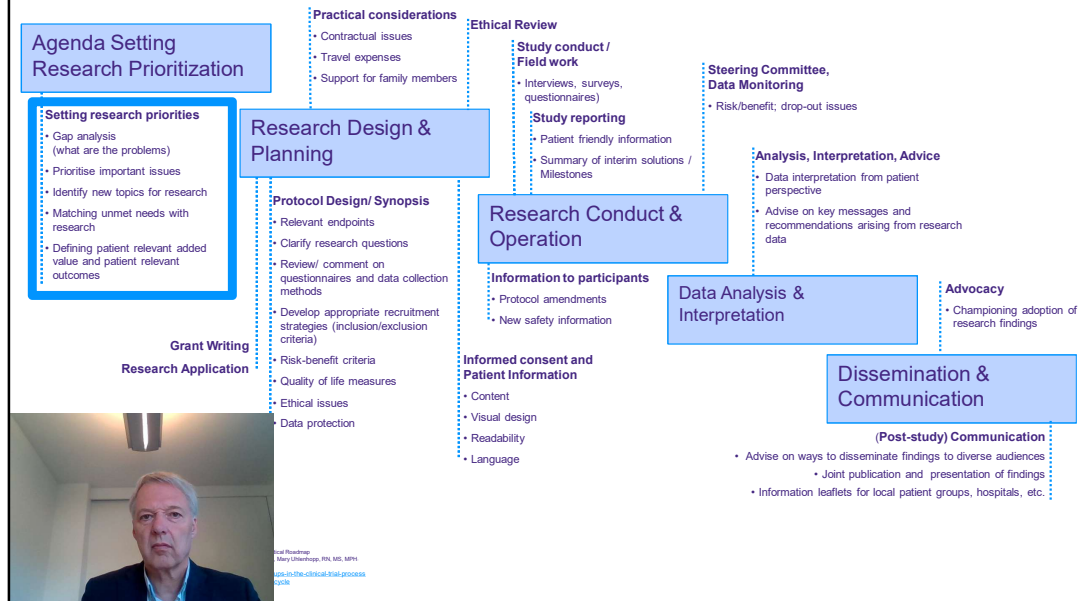 Agenda Setting
Research Prioritization
Setting research priorities
• Gap analysis
(what are the problems)
• Prioritise important issues
• Identify new topics for research
• Matching unmet needs with
research
• Defining patient relevant added
value and patient relevant
outcomes
Practical considerations
• Contractual issues
• Travel expenses
• Support for family members
Research Design &
Planning
Protocol Design/ Synopsis
• Relevant endpoints
• Clarify research questions
• Review/ comment on
questionnaires and data collection
methods
• Develop appropriate recruitment
strategies (inclusion/exclusion
criteria)
• Risk-benefit criteria
• Quality of life measures
• Ethical issues
• Data protection
Grant Writing
Research Application
Ethical Review
Study conduct /
Field work
• Interviews, surveys,
questionnaires)
Study reporting
• Patient friendly information
• Summary of interim solutions /
Milestones
Research Conduct &
Operation
Information to participants
• Protocol amendments
• New safety information
Informed consent and
Patient Information
• Content
• Visual design
• Readability
• Language
Steering Committee,
Data Monitoring
• Risk/benefit; drop-out issues
Analysis, Interpretation, Advice
• Data interpretation from patient
perspective
• Advise on key messages and
recommendations arising from research
data
Data Analysis &
Interpretation
Advocacy
• Championing adoption of
research findings
Dissemination &
Communication
(Post-study) Communication
• Advise on ways to disseminate findings to diverse audiences
• Joint publication and presentation of findings
• Information leaflets for local patient groups, hospitals, etc.
tical Roadmap
, Mary Uhlenhopp, RN, MS, MPH
ups-in-the-clinical-trial-process
cycle